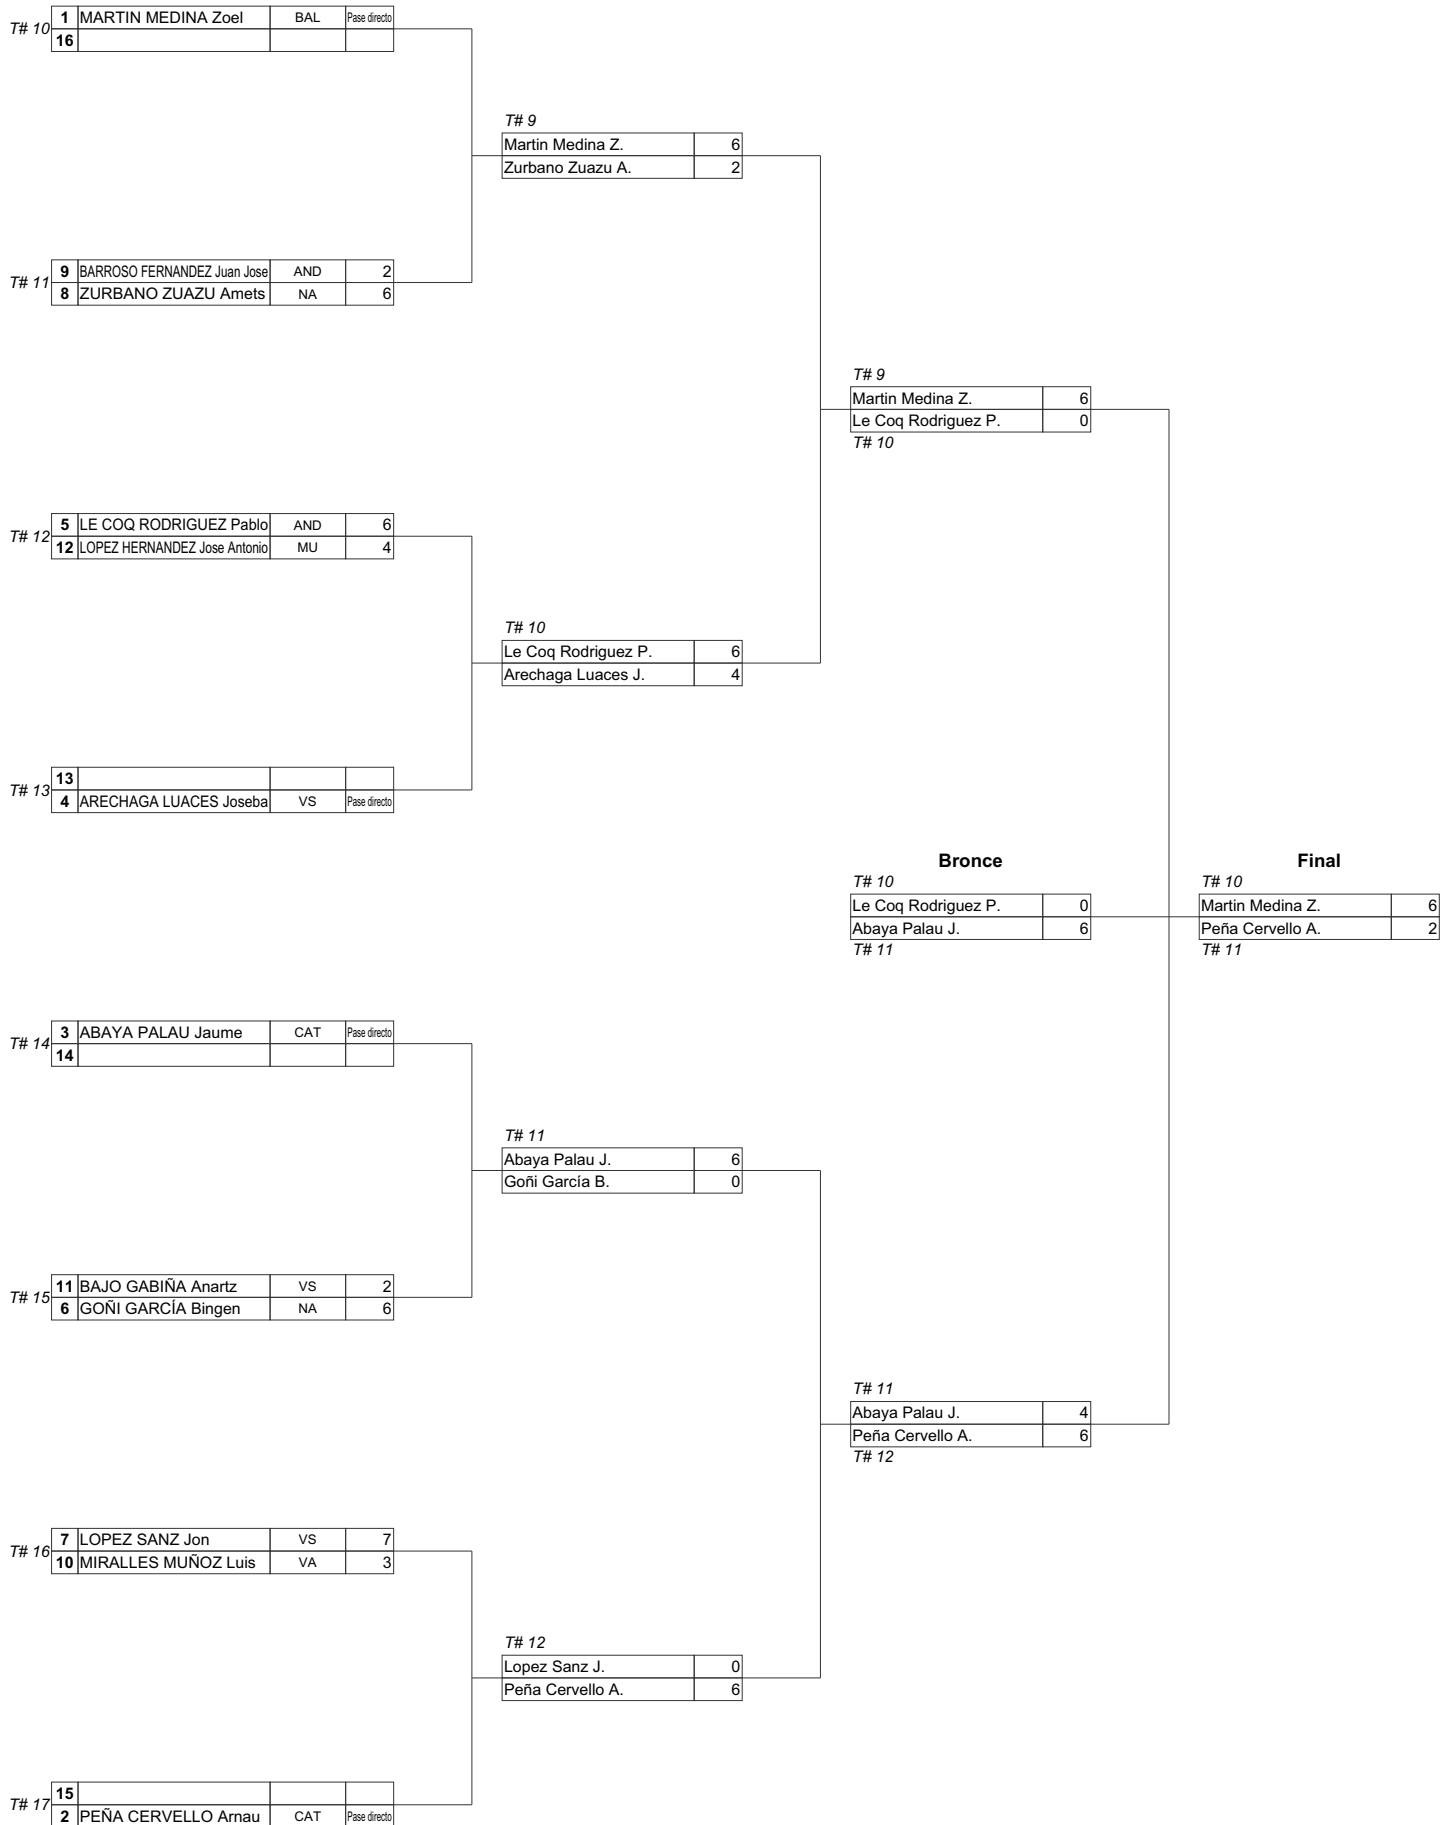 T# 10
1 MARTIN MEDINA Zoel BAL Pase directo
16
T# 9
Martin Medina Z. 6
Zurbano Zuazu A. 2
T# 11
9 BARROSO FERNANDEZ Juan Jose AND 2
8 ZURBANO ZUAZU Amets NA 6
T# 9
Martin Medina Z. 6
Le Coq Rodriguez P. 0
T# 10
T# 12
5 LE COQ RODRIGUEZ Pablo AND 6
12 LOPEZ HERNANDEZ Jose Antonio MU 4
T# 10
Le Coq Rodriguez P. 6
Arechaga Luaces J. 4
T# 13
13
4 ARECHAGA LUACES Joseba VS Pase directo
Bronce
T# 10
Le Coq Rodriguez P. 0
Abaya Palau J. 6
T# 11
Final
T# 10
Martin Medina Z. 6
Peña Cervello A. 2
T# 11
T# 14
3 ABAYA PALAU Jaume CAT Pase directo
14
T# 11
Abaya Palau J. 6
Goñi García B. 0
T# 15
11 BAJO GABIÑA Anartz VS 2
6 GOÑI GARCÍA Bingen NA 6
T# 11
Abaya Palau J. 4
Peña Cervello A. 6
T# 12
T# 16
7 LOPEZ SANZ Jon VS 7
10 MIRALLES MUÑOZ Luis VA 3
T# 12
Lopez Sanz J. 0
Peña Cervello A. 6
T# 17
15
2 PEÑA CERVELLO Arnau CAT Pase directo